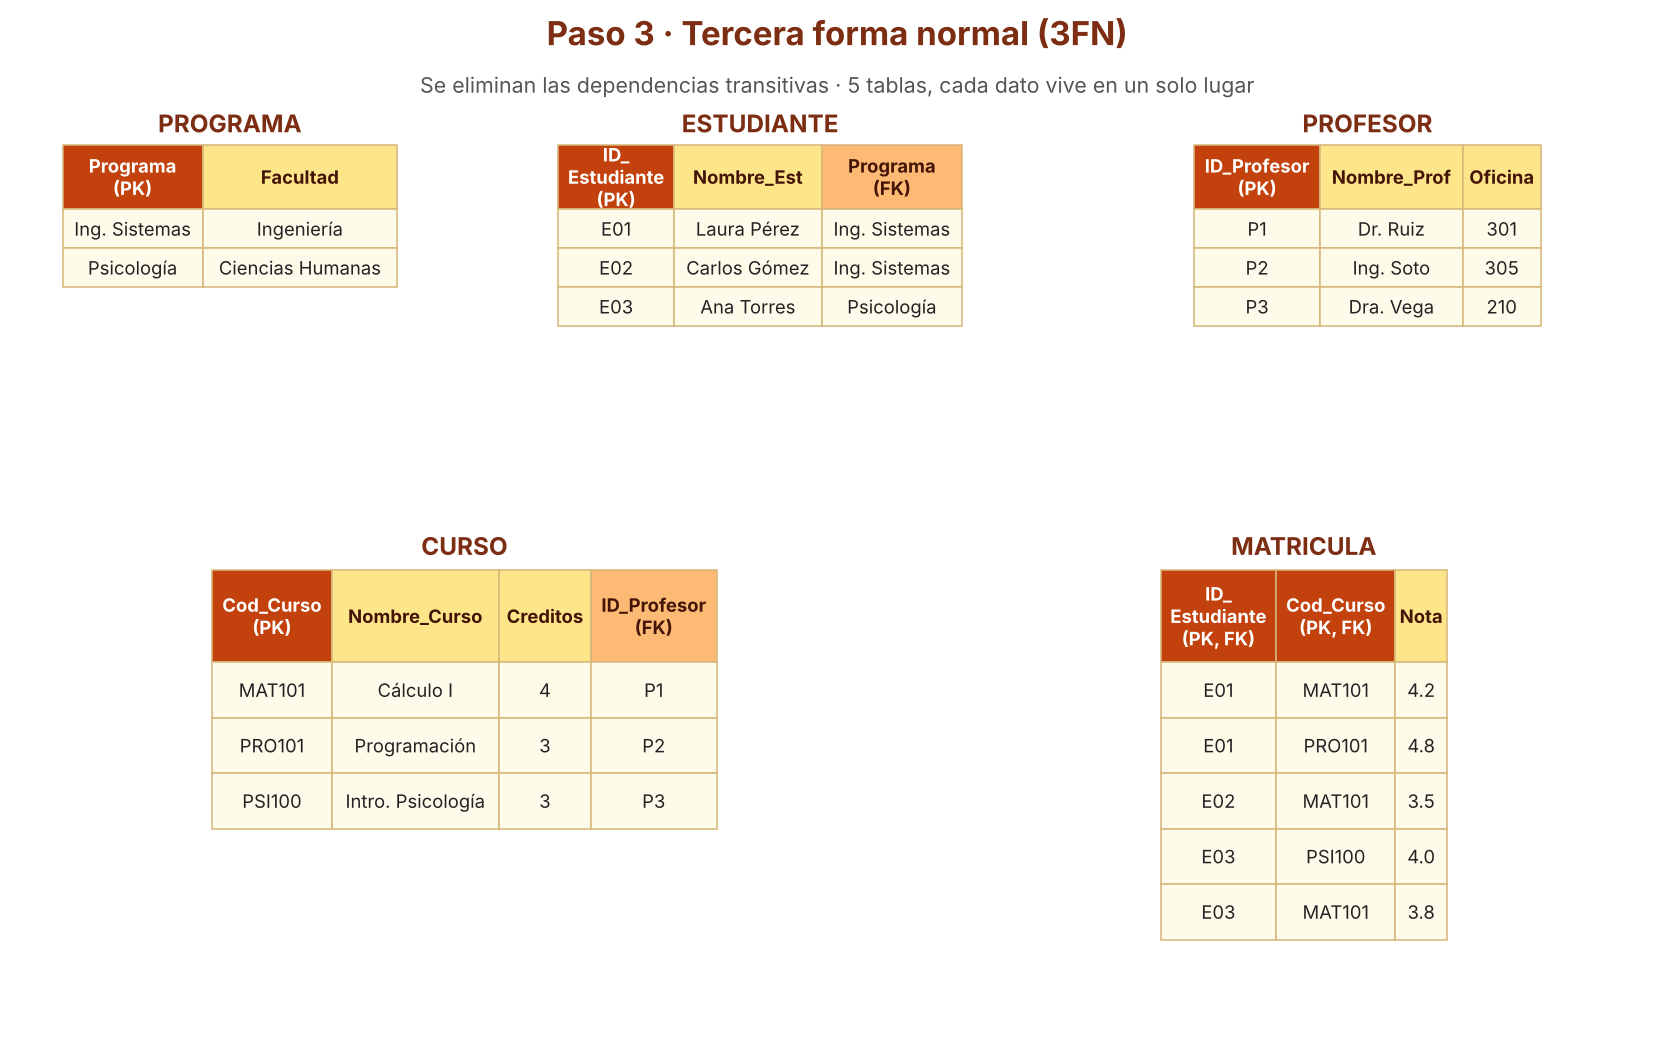 Paso 3 · Tercera forma normal (3FN)
Se eliminan las dependencias transitivas · 5 tablas, cada dato vive en un solo lugar
PROGRAMA
Programa (PK) Facultad
Ing. Sistemas Ingeniería
Psicología Ciencias Humanas
ESTUDIANTE
ID_Estudiante (PK) Nombre_Est Programa (FK)
E01 Laura Pérez Ing. Sistemas
E02 Carlos Gómez Ing. Sistemas
E03 Ana Torres Psicología
PROFESOR
ID_Profesor (PK) Nombre_Prof Oficina
P1 Dr. Ruiz 301
P2 Ing. Soto 305
P3 Dra. Vega 210
CURSO
Cod_Curso (PK) Nombre_Curso Creditos ID_Profesor (FK)
MAT101 Cálculo I 4 P1
PRO101 Programación 3 P2
PSI100 Intro. Psicología 3 P3
MATRICULA
ID_Estudiante (PK, FK) Cod_Curso (PK, FK) Nota
E01 MAT101 4.2
E01 PRO101 4.8
E02 MAT101 3.5
E03 PSI100 4.0
E03 MAT101 3.8